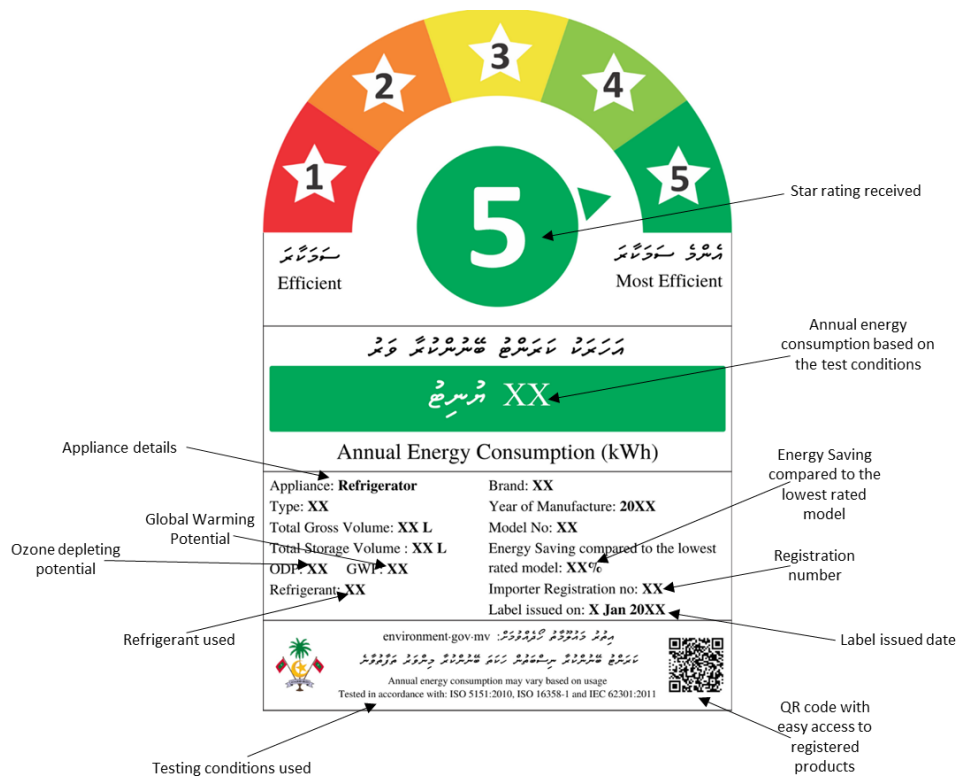 1
2
3
4
5
5
Star rating received
ސަމަކާރަ
Efficient
އެންމެ ސަމަކާރަ
Most Efficient
އަހަރަކު ކަރަންޓު ބޭނުންކުރާ ވަރު
XX ޔުނިޓު
Annual energy
consumption based on
the test conditions
Annual Energy Consumption (kWh)
Appliance details
Energy Saving
compared to the
lowest rated
model
Appliance: Refrigerator
Type: XX
Total Gross Volume: XX L
Total Storage Volume : XX L
ODP: XX GWP: XX
Refrigerant: XX
Brand: XX
Year of Manufacture: 20XX
Model No: XX
Energy Saving compared to the lowest
rated model: XX%
Importer Registration no: XX
Label issued on: X Jan 20XX
Global Warming
Potential
Ozone depleting
potential
Registration
number
Refrigerant used
Label issued date
އިތުރު މައުލޫމާތު ހޯދެއްވުމަށް: environment.gov.mv
ކަރަންޓު ބޭނުންކުރާ ނިސްބަތުން ހަކަތަ ބޭނުންކުރާ މިންވަރު ތަފާތުވާނެ
Annual energy consumption may vary based on usage
Tested in accordance with: ISO 5151:2010, ISO 16358-1 and IEC 62301:2011
QR code with
easy access to
registered
products
Testing conditions used